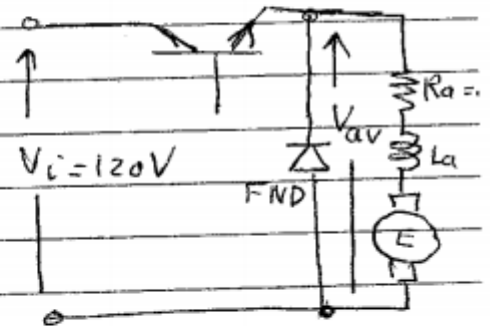 Ra=.
Vav
Vi=120V
La
FND
E